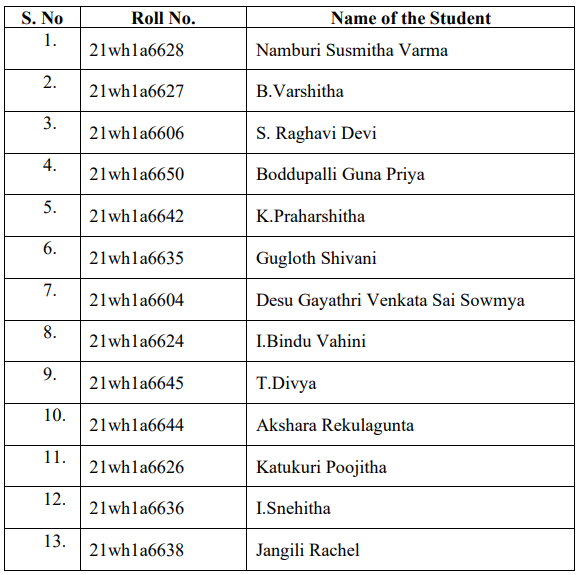 S. No Roll No. Name of the Student
1. 21wh1a6628 Namburi Susmitha Varma
2. 21wh1a6627 B.Varshitha
3. 21wh1a6606 S. Raghavi Devi
4. 21wh1a6650 Boddupalli Guna Priya
5. 21wh1a6642 K.Praharshitha
6. 21wh1a6635 Gugloth Shivani
7. 21wh1a6604 Desu Gayathri Venkata Sai Sowmya
8. 21wh1a6624 I.Bindu Vahini
9. 21wh1a6645 T.Divya
10. 21wh1a6644 Akshara Rekulagunta
11. 21wh1a6626 Katukuri Poojitha
12. 21wh1a6636 I.Snehitha
13. 21wh1a6638 Jangili Rachel